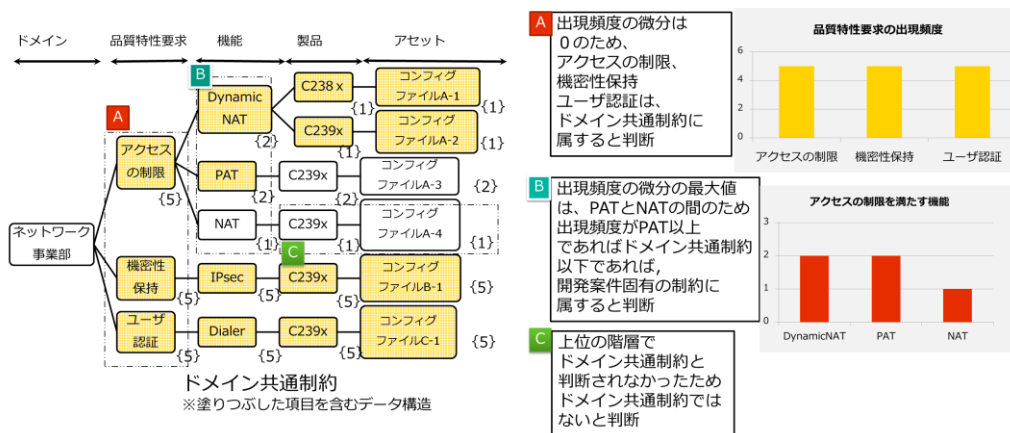 ドメイン 品質特性要求 機能 製品 アセット
A
B
アクセス
の制限
{5}
Dynamic
NAT
{2}
C238x
{1}
コンフィグ
ファイルA-1
{1}
C239x
{1}
コンフィグ
ファイルA-2
{1}
PAT
{2}
C239x
{2}
コンフィグ
ファイルA-3
{2}
NAT
{1}
C239x
{1}
コンフィグ
ファイルA-4
{1}
ネットワーク
事業部
C
機密性
保持
{5}
IPsec
{5}
C239x
{5}
コンフィグ
ファイルB-1
{5}
ユーザ
認証
{5}
Dialer
{5}
C239x
{5}
コンフィグ
ファイルC-1
{5}
ドメイン共通制約
※塗りつぶした項目を含むデータ構造
A
出現頻度の微分は
０のため、
アクセスの制限、
機密性保持
ユーザ認証は、
ドメイン共通制約に
属すると判断
品質特性要求の出現頻度
6
4
2
0
アクセスの制限 機密性保持 ユーザ認証
B
出現頻度の微分の最大値
は、PATとNATの間のため
出現頻度がPAT以上
であればドメイン共通制約
以下であれば,
開発案件固有の制約に
属すると判断
アクセスの制限を満たす機能
3
2
1
0
DynamicNAT PAT NAT
C
上位の階層で
ドメイン共通制約と
判断されなかったため
ドメイン共通制約では
ないと判断